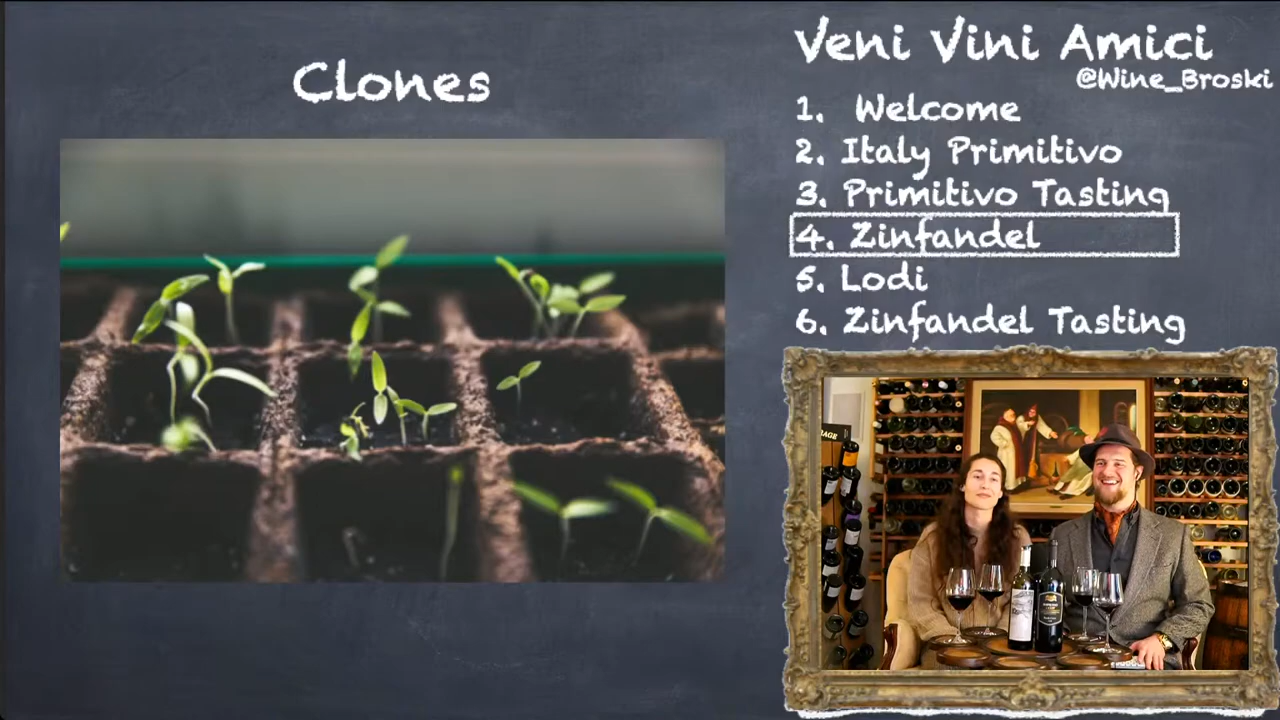 Clones
Veni Vini Amici
@Wine_Broski
1. Welcome
2. Italy Primitivo
3. Primitivo Tasting
4. Zinfandel
5. Lodi
6. Zinfandel Tasting